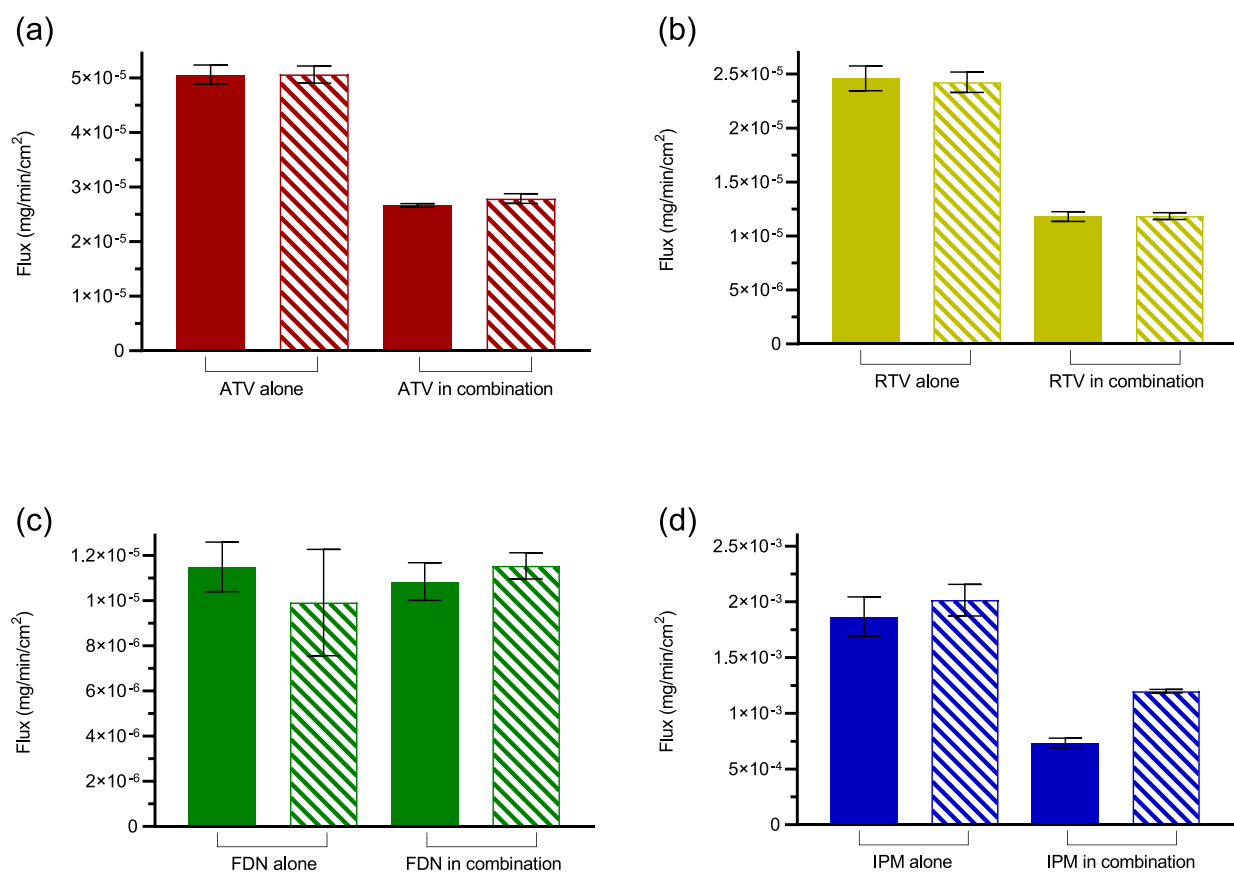 (a)
Flux (mg/min/cm²)
5×10⁻⁵
4×10⁻⁵
3×10⁻⁵
2×10⁻⁵
1×10⁻⁵
0
ATV alone
ATV in combination
(b)
Flux (mg/min/cm²)
2.5×10⁻⁵
2×10⁻⁵
1.5×10⁻⁵
1×10⁻⁵
5×10⁻⁶
0
RTV alone
RTV in combination
(c)
Flux (mg/min/cm²)
1.2×10⁻⁵
1×10⁻⁵
8×10⁻⁶
6×10⁻⁶
4×10⁻⁶
2×10⁻⁶
0
FDN alone
FDN in combination
(d)
Flux (mg/min/cm²)
2.5×10⁻³
2×10⁻³
1.5×10⁻³
1×10⁻³
5×10⁻⁴
0
IPM alone
IPM in combination